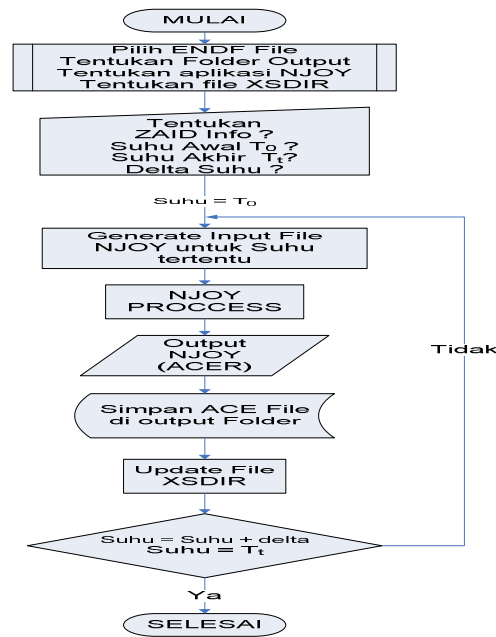 MULAI
Pilih ENDF File
Tentukan Folder Output
Tentukan aplikasi NJOY
Tentukan file XSDIR
Tentukan
ZAID Info ?
Suhu Awal T₀ ?
Suhu Akhir Tₜ?
Delta Suhu ?
Suhu = T₀
Generate Input File
NJOY untuk Suhu
tertentu
NJOY
PROCCESS
Output
NJOY
(ACER)
Simpan ACE File
di output Folder
Update File
XSDIR
Suhu = Suhu + delta
Suhu = Tₜ
Tidak
Ya
SELESAI